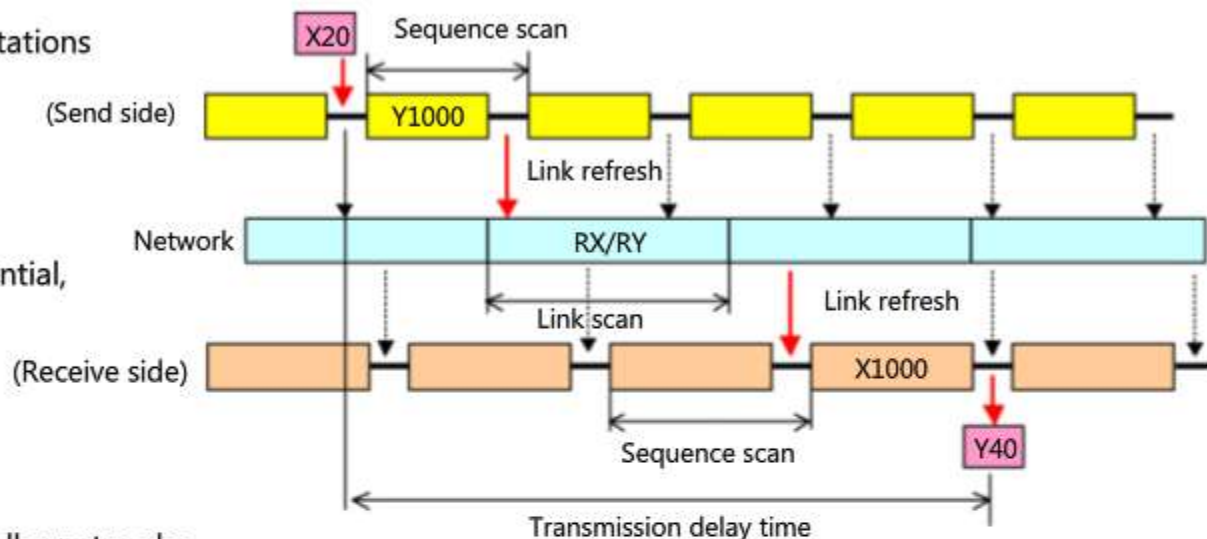 X20
Sequence scan
tations
(Send side)
Y1000
Link refresh
Network
RX/RY
ntial,
Link refresh
Link scan
(Receive side)
X1000
Sequence scan
Y40
Transmission delay time